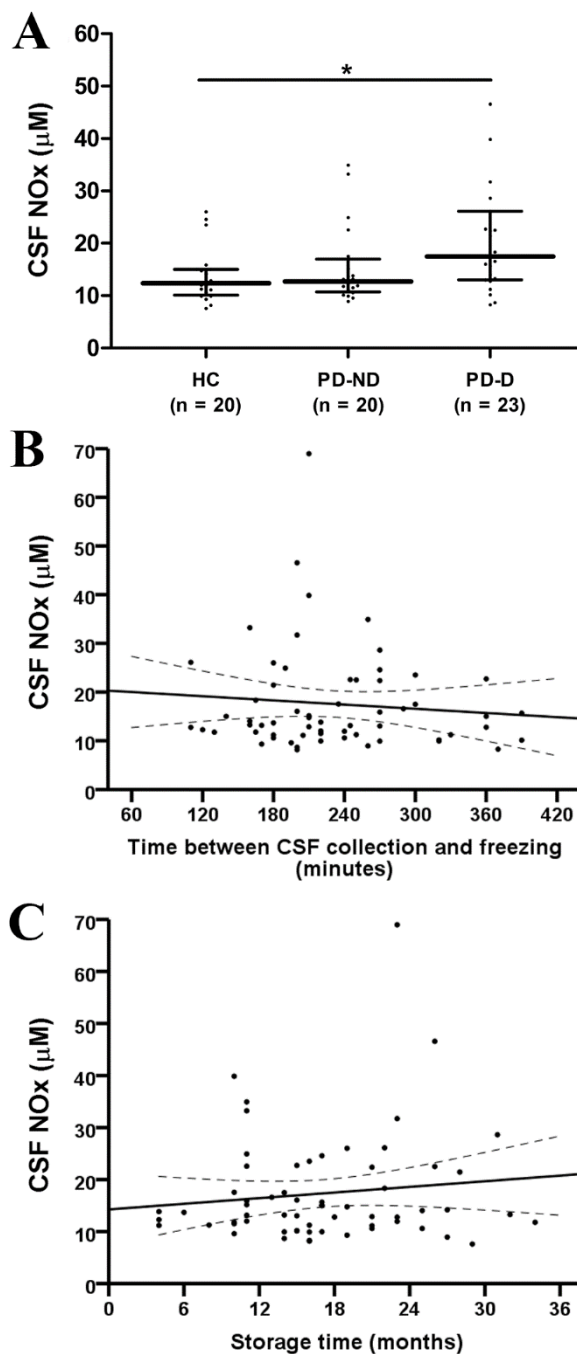 A
60
50
40
30
20
10
0
CSF NOx (μM)
*
HC PD-ND PD-D
(n = 20) (n = 20) (n = 23)
B
70
60
50
40
30
20
10
0
CSF NOx (μM)
60 120 180 240 300 360 420
Time between CSF collection and freezing
(minutes)
C
70
60
50
40
30
20
10
0
CSF NOx (μM)
0 6 12 18 24 30 36
Storage time (months)